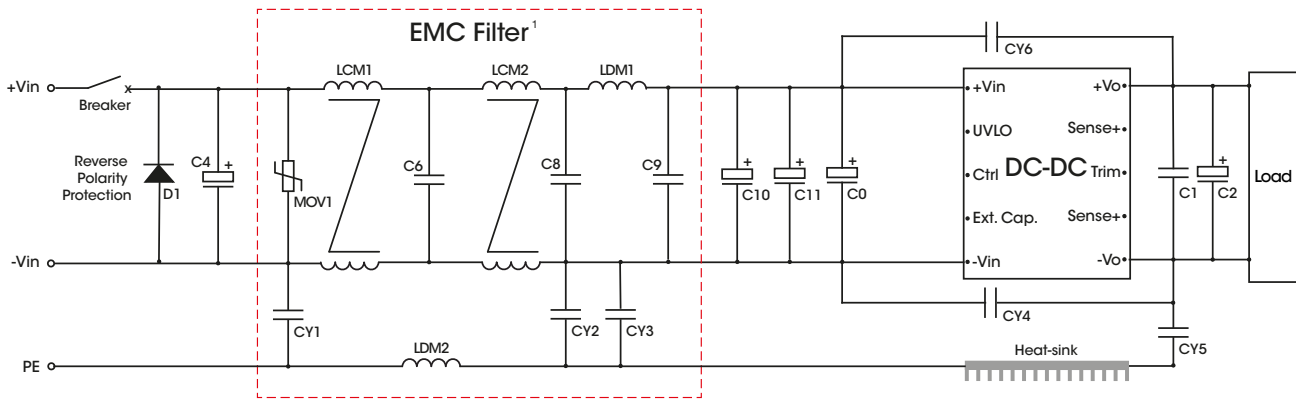 EMC Filter1
CY6
LCM1
LCM2
LDM1
+Vin
Breaker
+Vin
+Vo
UVLO
Sense+
Reverse
Polarity
Protection
C4
+
D1
MOV1
C6
C8
C9
+
C10
+
C11
+
C0
Ctrl
DC-DC
Trim
C1
+
C2
Load
Ext. Cap.
Sense+
-Vin
-Vin
-Vo
CY1
CY2
CY3
CY4
LDM2
Heat-sink
CY5
PE